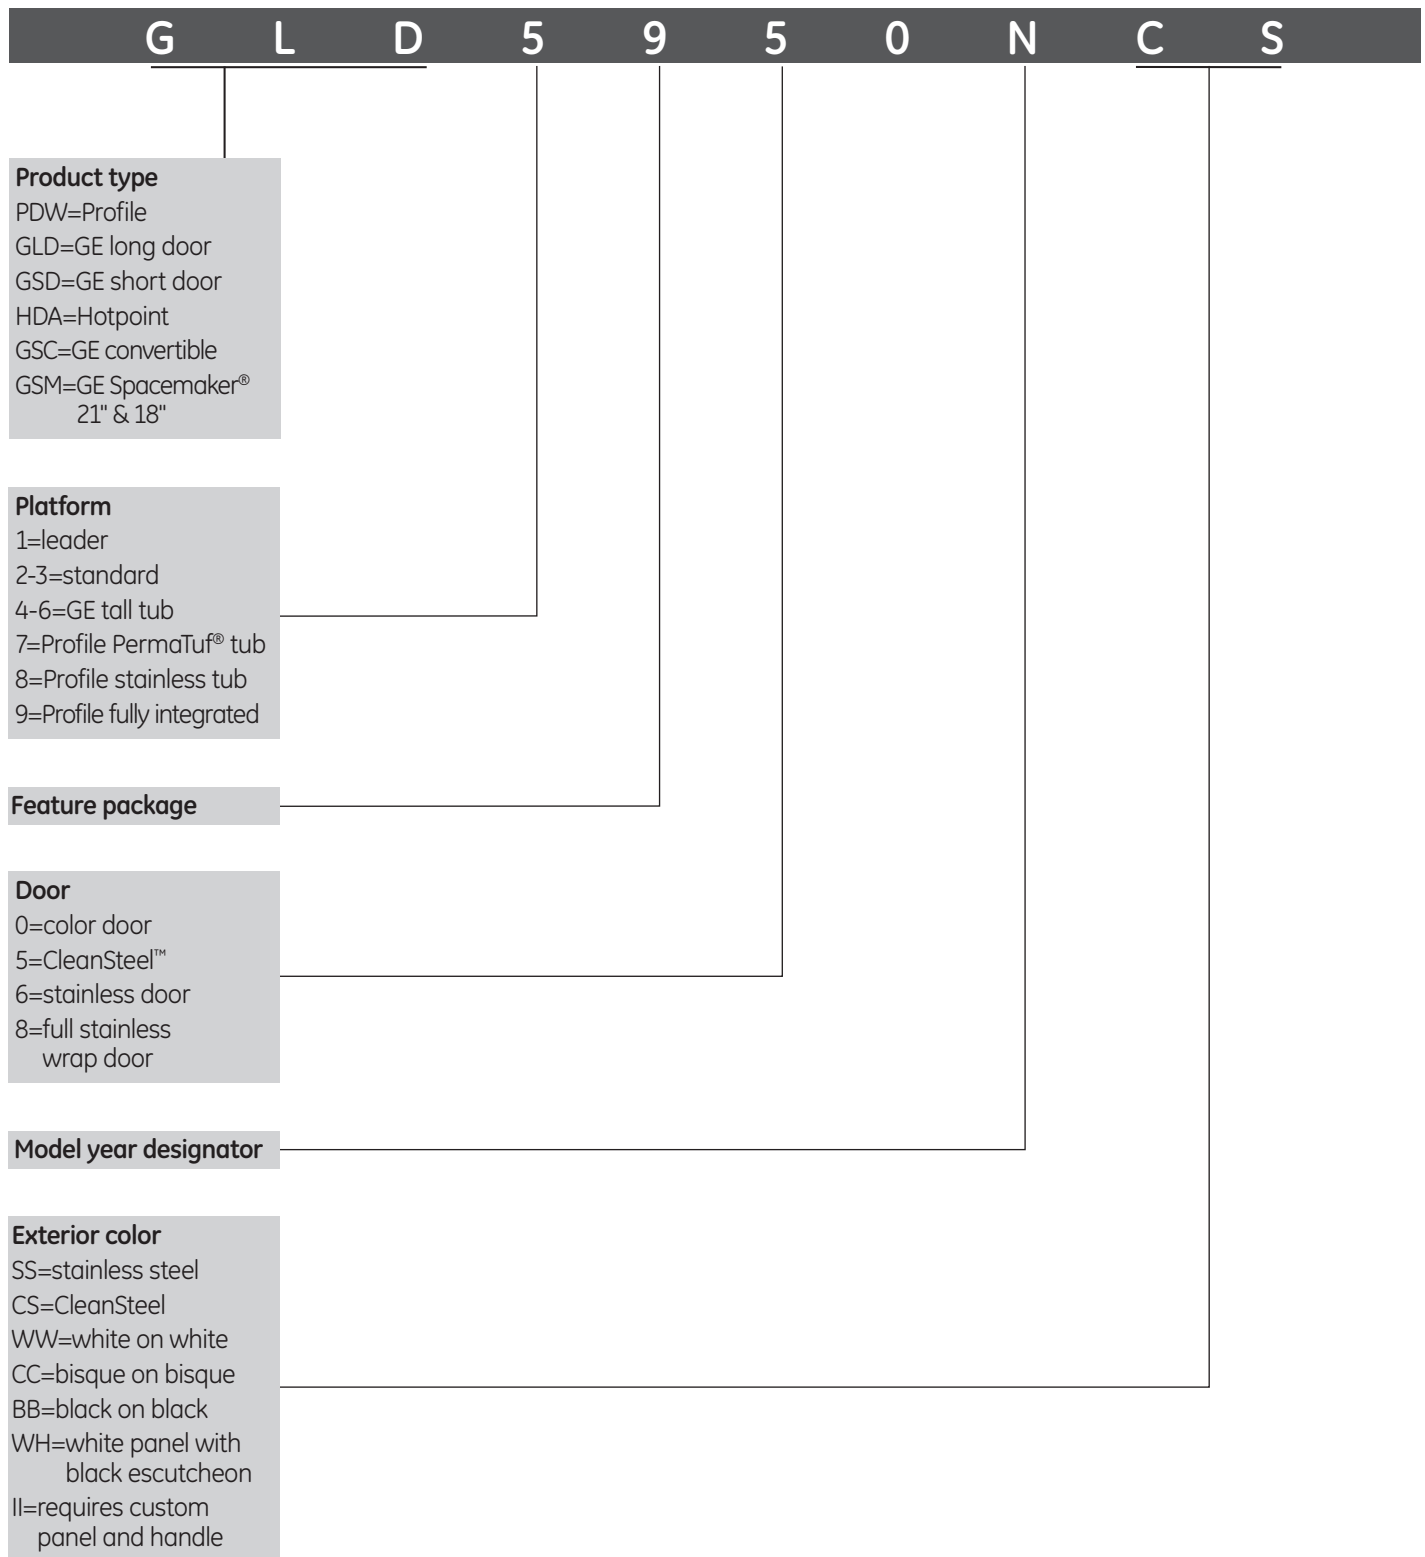 G L D 5 9 5 0 N C S
Product type
PDW=Profile
GLD=GE long door
GSD=GE short door
HDA=Hotpoint
GSC=GE convertible
GSM=GE Spacemaker®
21" & 18"
Platform
1=leader
2-3=standard
4-6=GE tall tub
7=Profile PermaTuf® tub
8=Profile stainless tub
9=Profile fully integrated
Feature package
Door
0=color door
5=CleanSteel™
6=stainless door
8=full stainless
wrap door
Model year designator
Exterior color
SS=stainless steel
CS=CleanSteel
WW=white on white
CC=bisque on bisque
BB=black on black
WH=white panel with
black escutcheon
II=requires custom
panel and handle